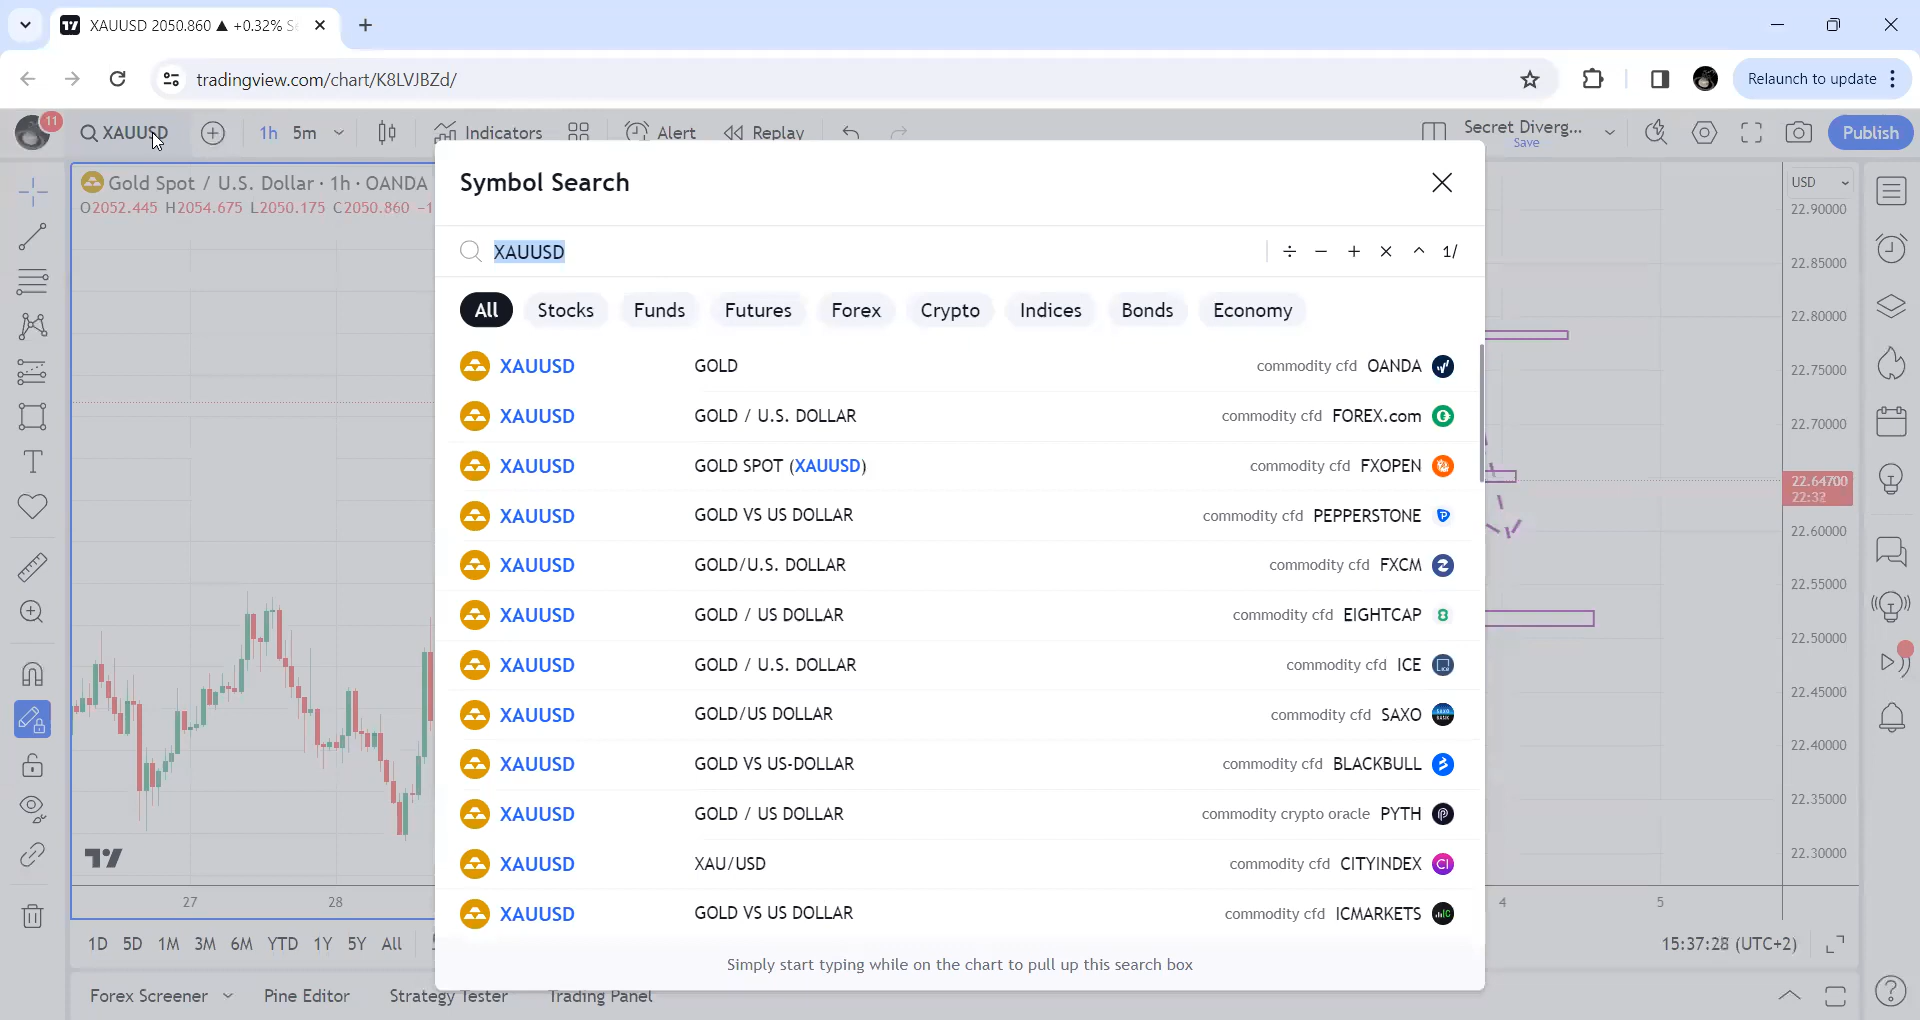 XAUUSD 2050.860 ▲ +0.32%
tradingview.com/chart/K8LVJBZd/
Relaunch to update
11
XAUUSD
1h 5m
Indicators
Alert
Replay
Secret Diverg...
Save
Publish
Gold Spot / U.S. Dollar · 1h · OANDA
O2052.445 H2054.675 L2050.175 C2050.860
Symbol Search
XAUUSD
÷ − + × ^ 1/
All Stocks Funds Futures Forex Crypto Indices Bonds Economy
XAUUSD GOLD commodity cfd OANDA
XAUUSD GOLD / U.S. DOLLAR commodity cfd FOREX.com
XAUUSD GOLD SPOT (XAUUSD) commodity cfd FXOPEN
XAUUSD GOLD VS US DOLLAR commodity cfd PEPPERSTONE
XAUUSD GOLD/U.S. DOLLAR commodity cfd FXCM
XAUUSD GOLD / US DOLLAR commodity cfd EIGHTCAP
XAUUSD GOLD / U.S. DOLLAR commodity cfd ICE
XAUUSD GOLD/US DOLLAR commodity cfd SAXO
XAUUSD GOLD VS US-DOLLAR commodity cfd BLACKBULL
XAUUSD GOLD / US DOLLAR commodity crypto oracle PYTH
XAUUSD XAU/USD commodity cfd CITYINDEX
XAUUSD GOLD VS US DOLLAR commodity cfd ICMARKETS
Simply start typing while on the chart to pull up this search box
USD
22.90000
22.85000
22.80000
22.75000
22.70000
22.64700
22:32
22.60000
22.55000
22.50000
22.45000
22.40000
22.35000
22.30000
27 28 4 5
1D 5D 1M 3M 6M YTD 1Y 5Y All
15:37:28 (UTC+2)
Forex Screener Pine Editor Strategy Tester Trading Panel